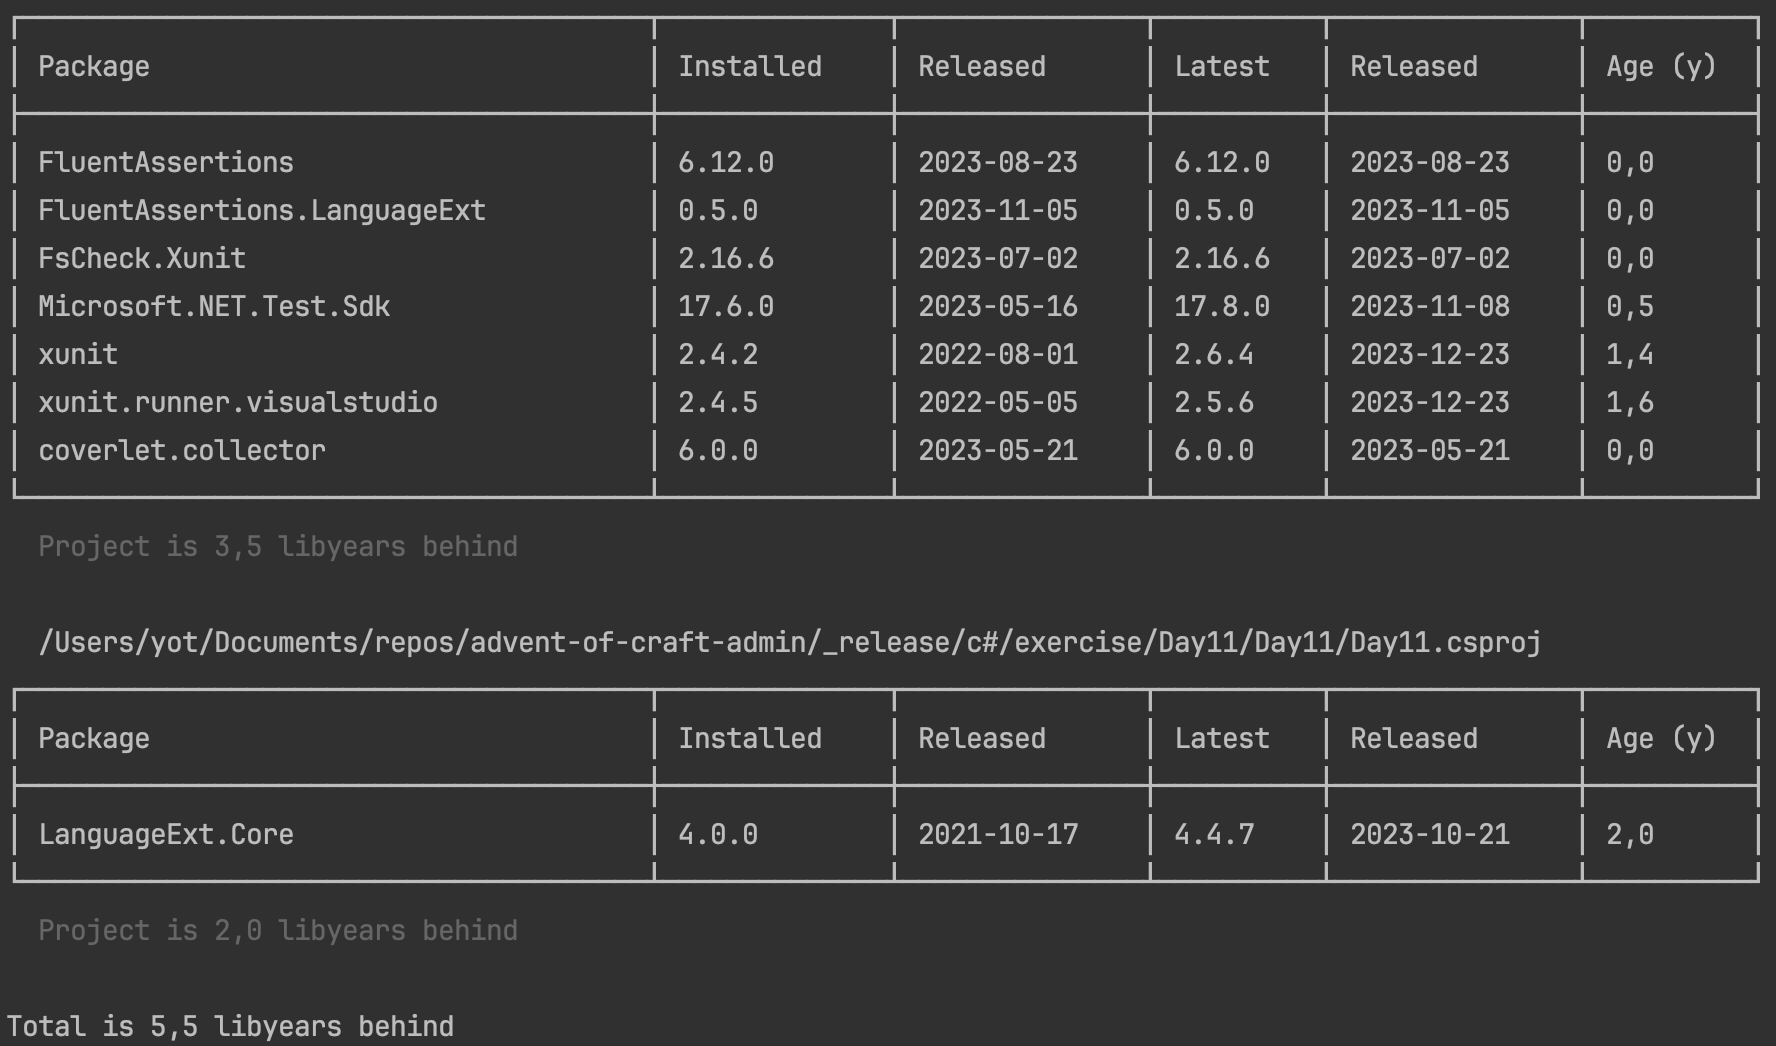 Package Installed Released Latest Released Age (y)
FluentAssertions 6.12.0 2023-08-23 6.12.0 2023-08-23 0,0
FluentAssertions.LanguageExt 0.5.0 2023-11-05 0.5.0 2023-11-05 0,0
FsCheck.Xunit 2.16.6 2023-07-02 2.16.6 2023-07-02 0,0
Microsoft.NET.Test.Sdk 17.6.0 2023-05-16 17.8.0 2023-11-08 0,5
xunit 2.4.2 2022-08-01 2.6.4 2023-12-23 1,4
xunit.runner.visualstudio 2.4.5 2022-05-05 2.5.6 2023-12-23 1,6
coverlet.collector 6.0.0 2023-05-21 6.0.0 2023-05-21 0,0
Project is 3,5 libyears behind
/Users/yot/Documents/repos/advent-of-craft-admin/_release/c#/exercise/Day11/Day11/Day11.csproj
Package Installed Released Latest Released Age (y)
LanguageExt.Core 4.0.0 2021-10-17 4.4.7 2023-10-21 2,0
Project is 2,0 libyears behind
Total is 5,5 libyears behind